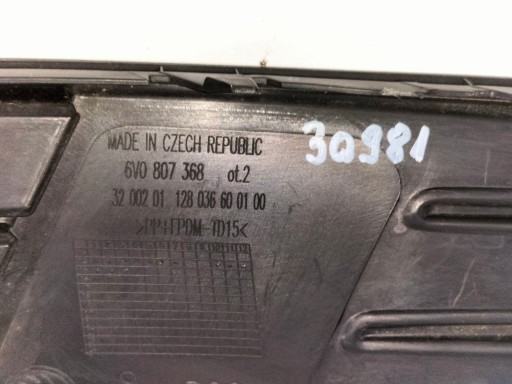 MADE IN CZECH REPUBLIC
30981
6V0 807 368 ot.2
32 002 01 128 036 60 01 00
>PP+EPDM-TD15<